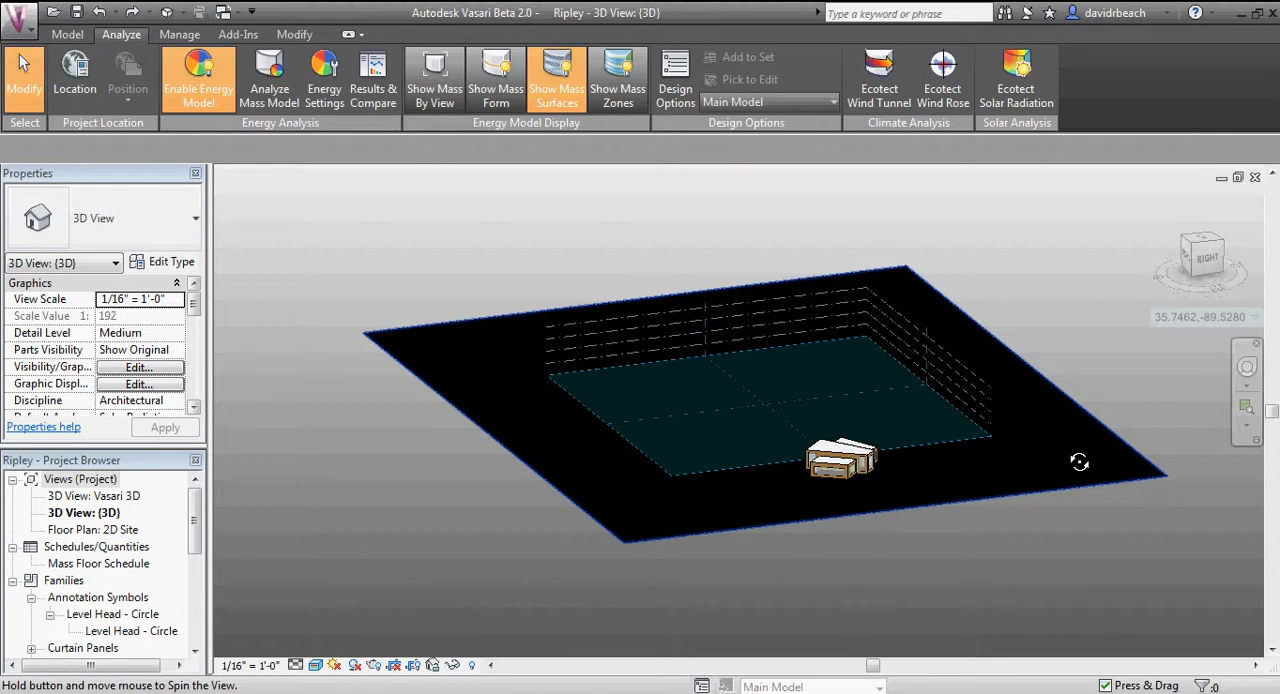 Autodesk Vasari Beta 2.0 - Ripley - 3D View: {3D}
Type a keyword or phrase
davidrbeach
Model Analyze Manage Add-Ins Modify
Modify
Location
Position
Enable Energy Model
Analyze Mass Model
Energy Settings
Results & Compare
Show Mass By View
Show Mass Form
Show Mass Surfaces
Show Mass Zones
Design Options
Add to Set
Pick to Edit
Main Model
Ecotect Wind Tunnel
Ecotect Wind Rose
Ecotect Solar Radiation
Select Project Location Energy Analysis Energy Model Display Design Options Climate Analysis Solar Analysis
Properties
3D View
3D View: {3D} Edit Type
Graphics
View Scale 1/16" = 1'-0"
Scale Value 1: 192
Detail Level Medium
Parts Visibility Show Original
Visibility/Grap... Edit...
Graphic Displ... Edit...
Discipline Architectural
Properties help Apply
Ripley - Project Browser
Views (Project)
3D View: Vasari 3D
3D View: {3D}
Floor Plan: 2D Site
Schedules/Quantities
Mass Floor Schedule
Families
Annotation Symbols
Level Head - Circle
Level Head - Circle
Curtain Panels
RIGHT
35.7462,-89.5280
1/16" = 1'-0"
Hold button and move mouse to Spin the View.
Main Model
Press & Drag
:0